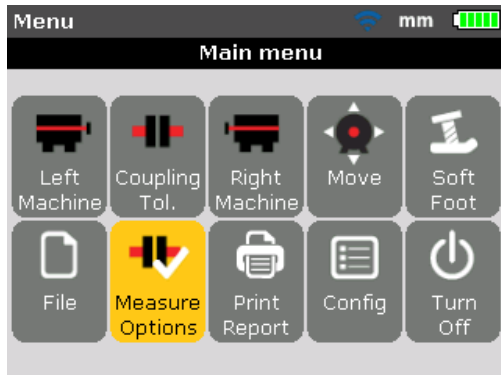 Menu mm
Main menu
Left Coupling Right Move Soft
Machine Tol. Machine Foot
File Measure Print Config Turn
Options Report Off